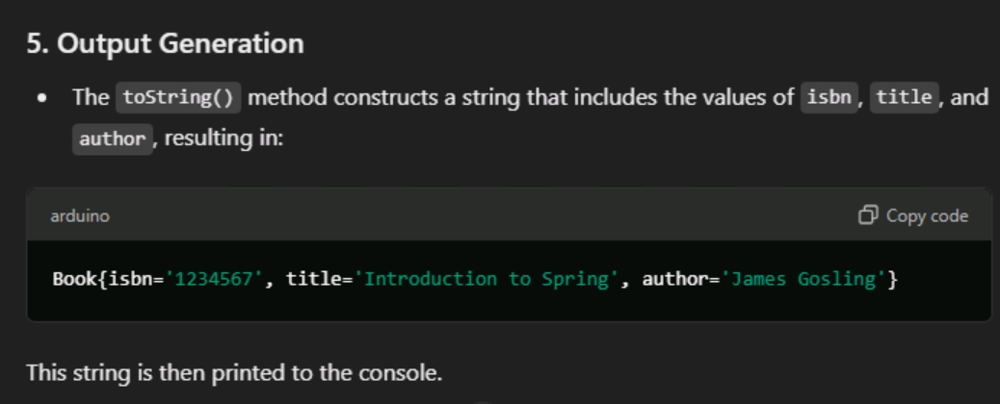 5. Output Generation
• The toString() method constructs a string that includes the values of isbn, title, and
author, resulting in:
arduino Copy code
Book{isbn='1234567', title='Introduction to Spring', author='James Gosling'}
This string is then printed to the console.